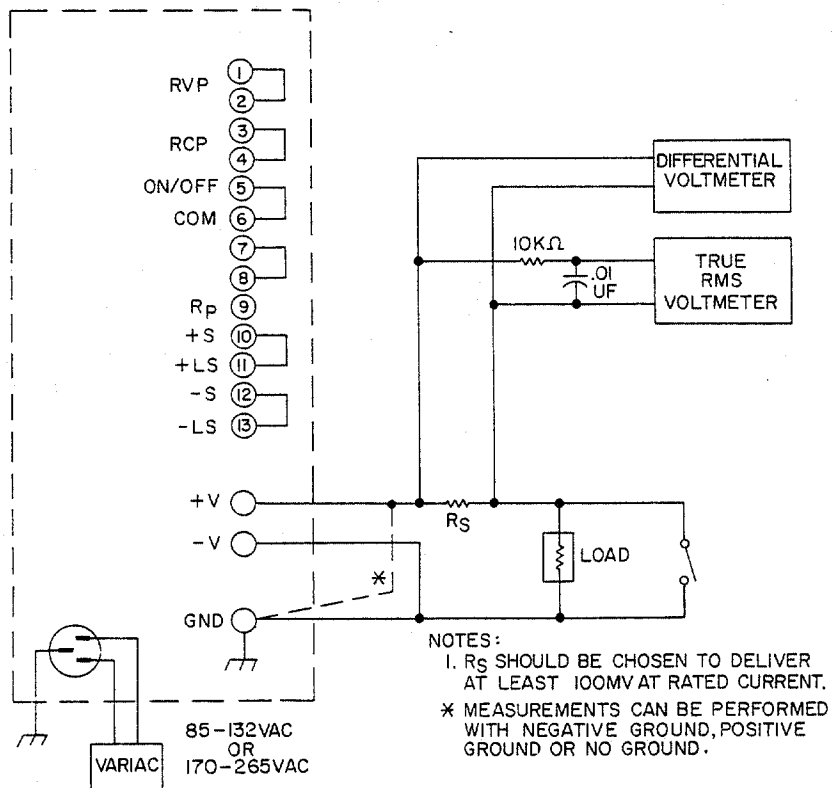 RVP
1
2
RCP
3
4
ON/OFF 5
COM 6
7
8
RP 9
+S 10
+LS 11
-S 12
-LS 13
DIFFERENTIAL
VOLTMETER
10KΩ
.01
UF
TRUE
RMS
VOLTMETER
+V
RS
-V
LOAD
*
GND
NOTES:
1. RS SHOULD BE CHOSEN TO DELIVER
AT LEAST 100MV AT RATED CURRENT.
* MEASUREMENTS CAN BE PERFORMED
WITH NEGATIVE GROUND, POSITIVE
GROUND OR NO GROUND.
85-132VAC
OR
170-265VAC
VARIAC